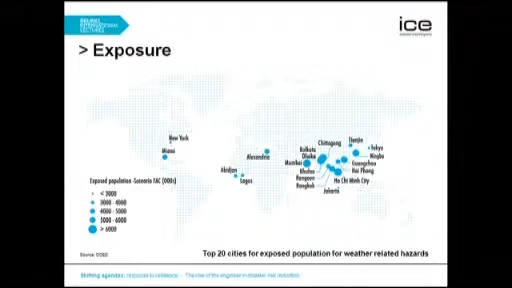 BRUNEL
INTERNATIONAL
LECTURES
ice
> Exposure
New York
Miami
Alexandria
Abidjan
Lagos
Chittagong
Tianjin
Kolkata
Tokyo
Dhaka
Ningbo
Mumbai
Guangzhou
Khulna
Hai Phong
Rangoon
Ho Chi Minh City
Bangkok
Jakarta
Exposed population -Scenario FAC (000s)
< 3000
3000 - 4000
4000 - 5000
5000 - 6000
> 6000
Source: OECD
Top 20 cities for exposed population for weather related hazards
Shifting agendas: response to resilience - The role of the engineer in disaster risk reduction